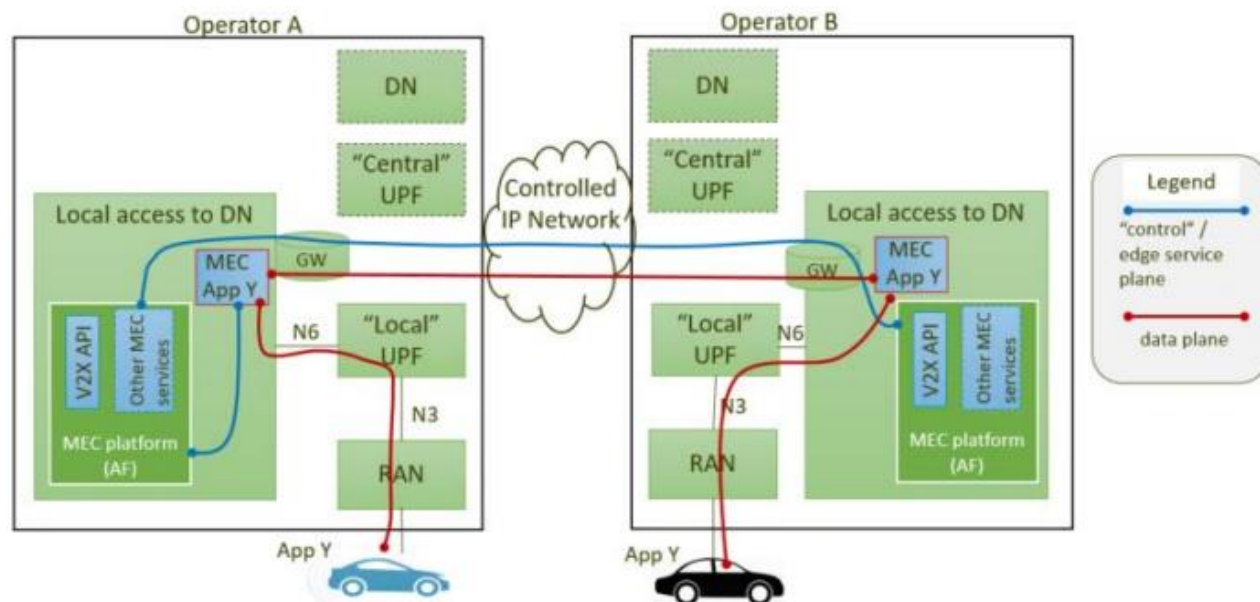 Operator A
DN
"Central"
UPF
Local access to DN
MEC
App Y
GW
V2X API
Other MEC
services
MEC platform
(AF)
N6
"Local"
UPF
N3
RAN
App Y
Controlled
IP Network
Operator B
DN
"Central"
UPF
Local access to DN
GW
MEC
App Y
"Local"
UPF
N6
N3
RAN
V2X API
Other MEC
services
MEC platform
(AF)
App Y
Legend
"control" /
edge service
plane
data plane